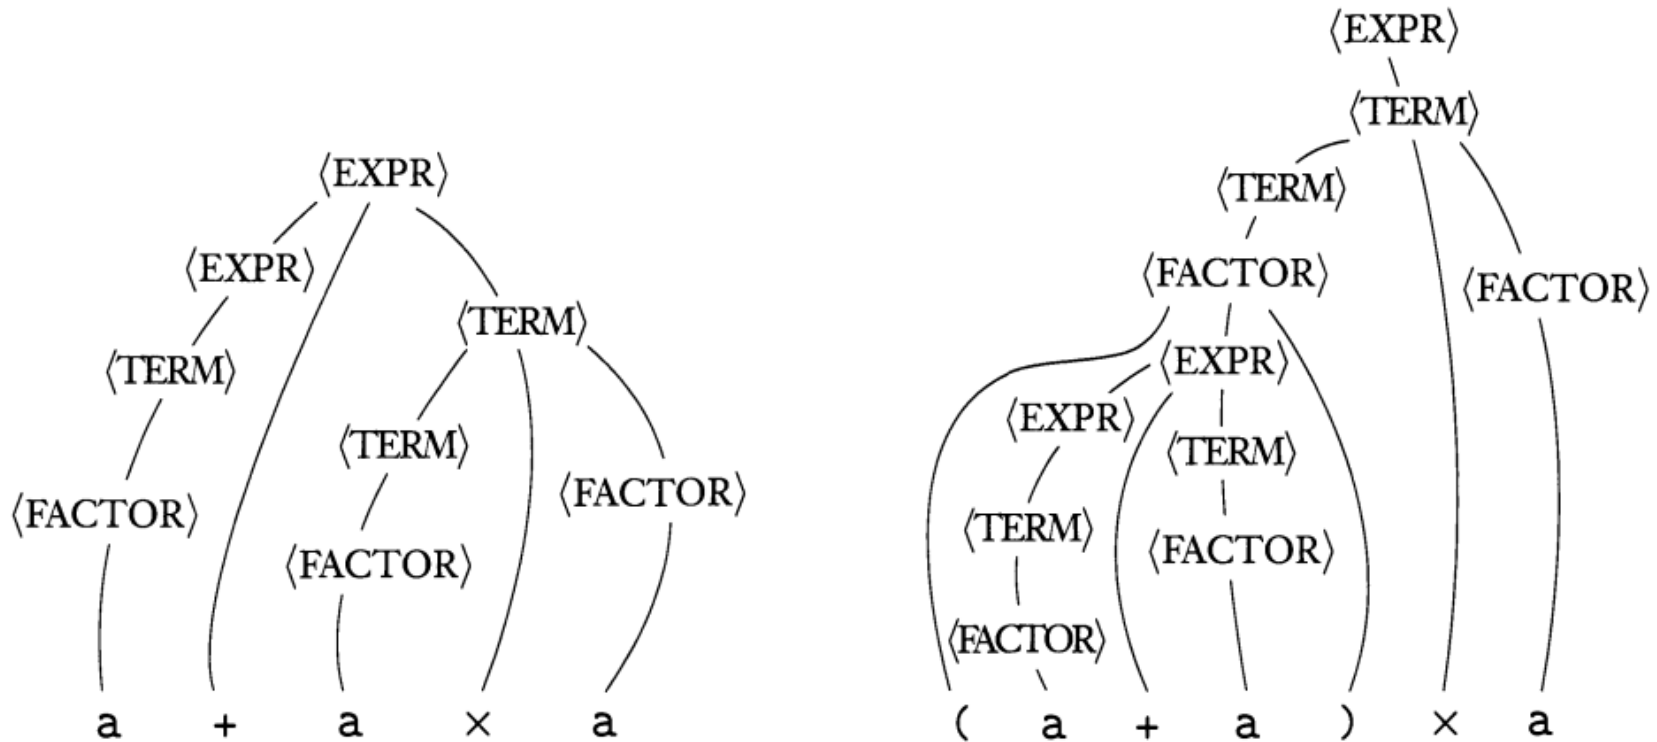 ⟨EXPR⟩
⟨EXPR⟩
⟨TERM⟩
⟨TERM⟩
⟨TERM⟩
⟨FACTOR⟩
⟨FACTOR⟩
⟨FACTOR⟩
a + a × a
⟨EXPR⟩
⟨TERM⟩
⟨TERM⟩
⟨FACTOR⟩ ⟨FACTOR⟩
⟨EXPR⟩
⟨EXPR⟩
⟨TERM⟩
⟨TERM⟩
⟨FACTOR⟩
⟨FACTOR⟩
( a + a ) × a